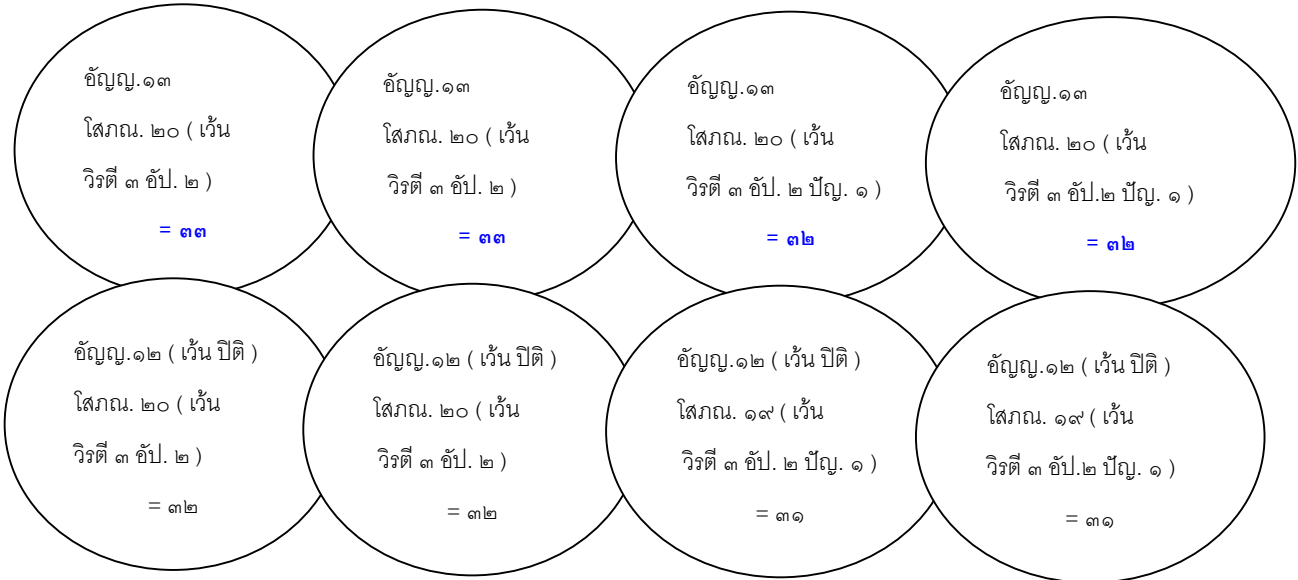 อัญญ.๑๓
โสภณ. ๒๐ ( เว้น
วิรตี ๓ อัป. ๒ )
= ๓๓
อัญญ.๑๓
โสภณ. ๒๐ ( เว้น
วิรตี ๓ อัป. ๒ )
= ๓๓
อัญญ.๑๓
โสภณ. ๒๐ ( เว้น
วิรตี ๓ อัป. ๒ ปัญ. ๑ )
= ๓๒
อัญญ.๑๓
โสภณ. ๒๐ ( เว้น
วิรตี ๓ อัป.๒ ปัญ. ๑ )
= ๓๒
อัญญ.๑๒ ( เว้น ปีติ )
โสภณ. ๒๐ ( เว้น
วิรตี ๓ อัป. ๒ )
= ๓๒
อัญญ.๑๒ ( เว้น ปีติ )
โสภณ. ๒๐ ( เว้น
วิรตี ๓ อัป. ๒ )
= ๓๒
อัญญ.๑๒ ( เว้น ปีติ )
โสภณ. ๑๙ ( เว้น
วิรตี ๓ อัป. ๒ ปัญ. ๑ )
= ๓๑
อัญญ.๑๒ ( เว้น ปีติ )
โสภณ. ๑๙ ( เว้น
วิรตี ๓ อัป.๒ ปัญ. ๑ )
= ๓๑